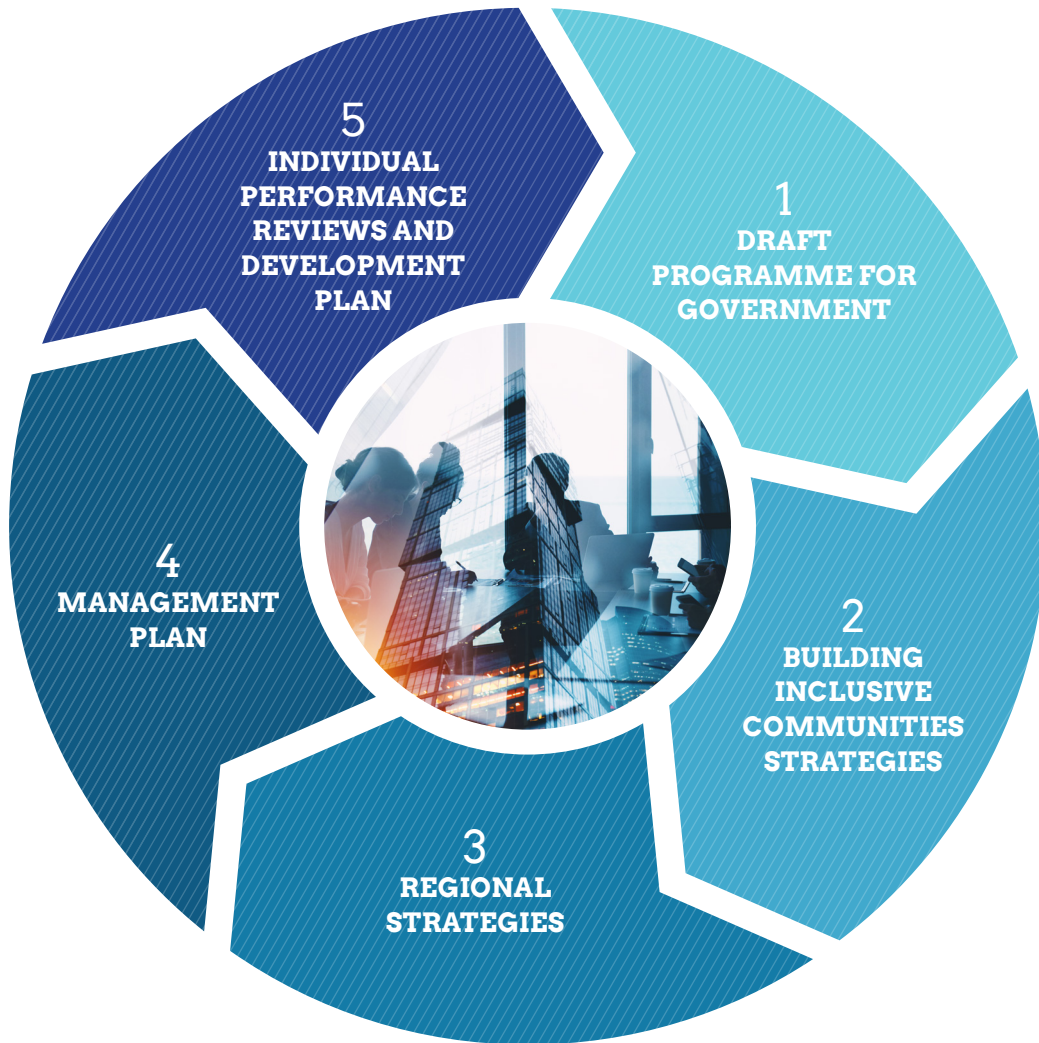 1
DRAFT
PROGRAMME FOR
GOVERNMENT
2
BUILDING
INCLUSIVE
COMMUNITIES
STRATEGIES
3
REGIONAL
STRATEGIES
4
MANAGEMENT
PLAN
5
INDIVIDUAL
PERFORMANCE
REVIEWS AND
DEVELOPMENT
PLAN